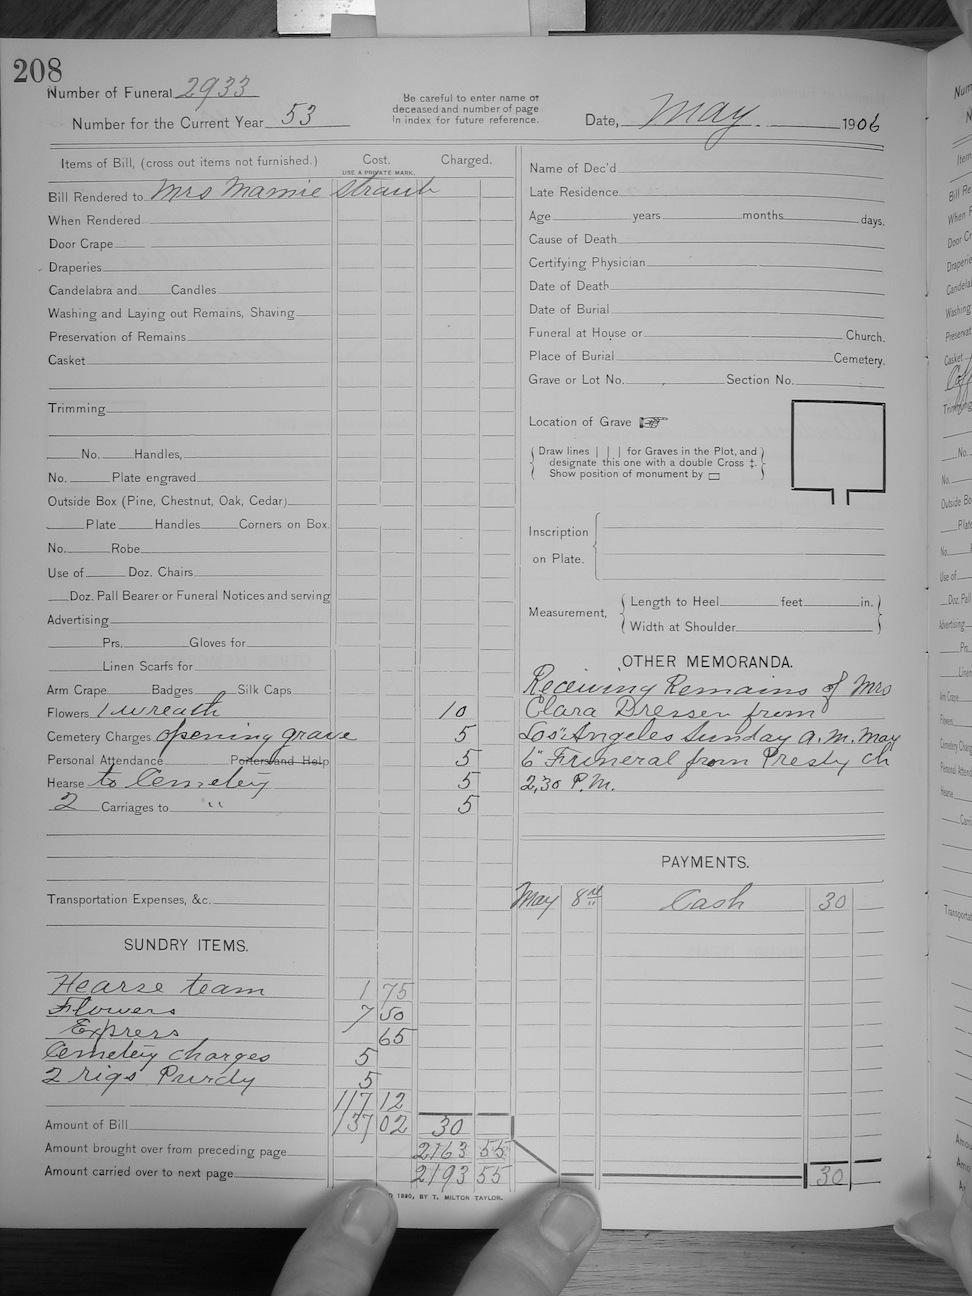 208
Number of Funeral 2933
Number for the Current Year 53
Be careful to enter name of
deceased and number of page
in index for future reference.
Date, May 1906
Items of Bill, (cross out items not furnished.) Cost. Charged.
USE A PRIVATE MARK.
Bill Rendered to Mrs Mamie Straub
When Rendered
Door Crape
Draperies
Candelabra and Candles
Washing and Laying out Remains, Shaving
Preservation of Remains
Casket
Trimming
No. Handles,
No. Plate engraved
Outside Box (Pine, Chestnut, Oak, Cedar)
Plate Handles Corners on Box
No. Robe
Use of Doz. Chairs
Doz. Pall Bearer or Funeral Notices and serving
Advertising
Prs. Gloves for
Linen Scarfs for
Arm Crape Badges Silk Caps
Flowers 1 wreath 10
Cemetery Charges opening grave 5
Personal Attendance Porters and Help 5
Hearse to Cemetery 5
2 Carriages to " 5
Transportation Expenses, &c.
SUNDRY ITEMS.
Hearse team 1 75
Flowers 7 50
Express 65
Cemetery charges 5
2 rigs Purdy 5
117 12
Amount of Bill 137 02 30
Amount brought over from preceding page 2163 55
Amount carried over to next page 2193 55
Name of Dec'd
Late Residence
Age years months days.
Cause of Death
Certifying Physician
Date of Death
Date of Burial
Funeral at House or Church.
Place of Burial Cemetery.
Grave or Lot No. Section No.
Location of Grave
Draw lines | | | for Graves in the Plot, and
designate this one with a double Cross ‡.
Show position of monument by
Inscription
on Plate.
Measurement, Length to Heel feet in.
Width at Shoulder
OTHER MEMORANDA.
Receiving Remains of Mrs
Clara Dresser from
Los Angeles Sunday A.M. May
6" Fruneral from Presby ch
2,30 P.M.
PAYMENTS.
May 8 Cash 30
30
1890, BY T. MILTON TAYLOR.